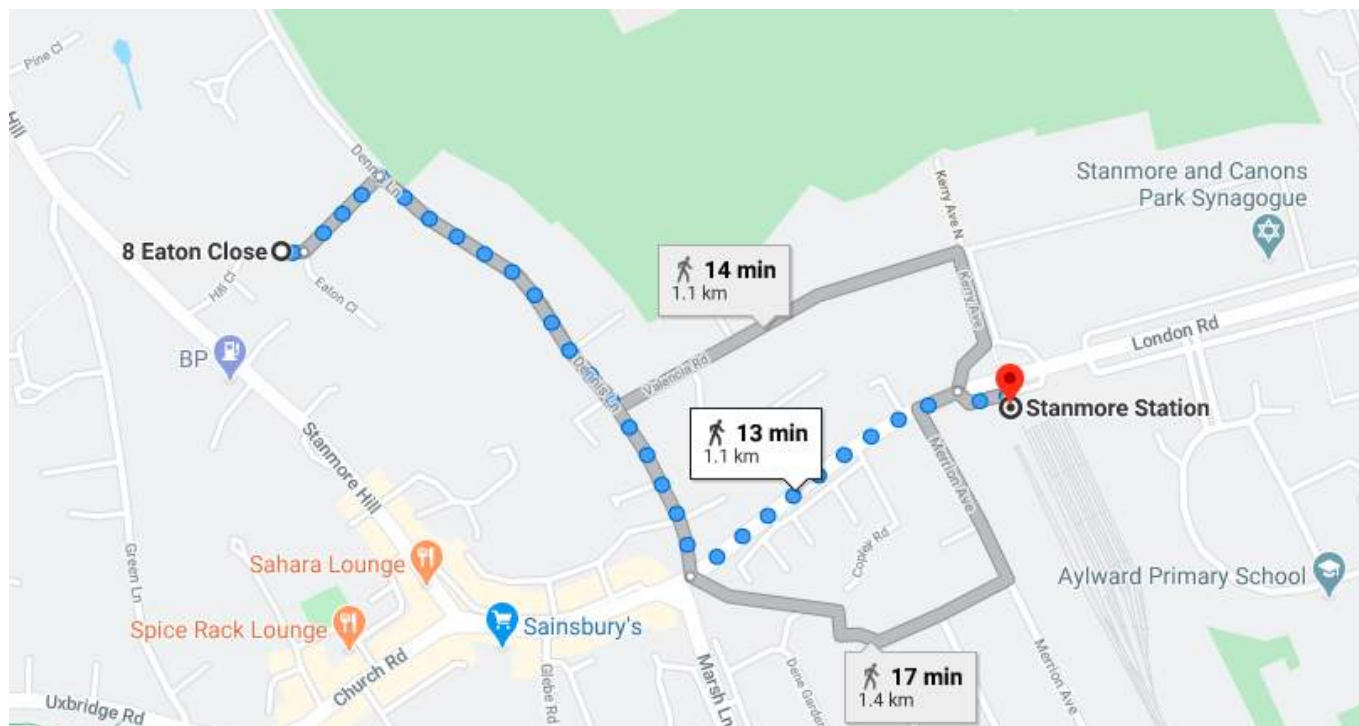 Pine Cl
Hill
Dennis Ln
Stanmore and Canons
Park Synagogue
Kerry Ave N
8 Eaton Close
Hill Cl
Eaton Cl
14 min
1.1 km
Kerry Ave
London Rd
BP
Valencia Rd
Dennis Ln
Stanmore Station
13 min
1.1 km
Merrion Ave
Stanmore Hill
Copley Rd
Green Ln
Sahara Lounge
Aylward Primary School
Spice Rack Lounge
Sainsbury's
Church Rd
Glebe Rd
Marsh Ln
17 min
1.4 km
Merrion Ave
Uxbridge Rd